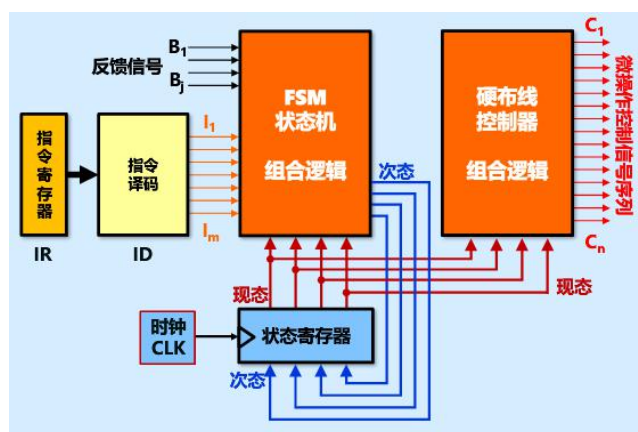 B1
反馈信号
Bj
FSM
状态机
组合逻辑
硬布线
控制器
组合逻辑
C1
微操作控制信号序列
Cn
指令寄存器
IR
指令
译码
ID
I1
Im
次态
现态
现态
时钟
CLK
状态寄存器
次态